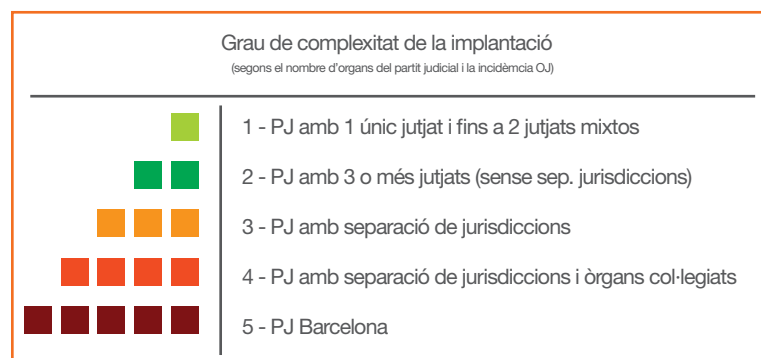 Grau de complexitat de la implantació
(segons el nombre d'organs del partit judicial i la incidèmcia OJ)
1 - PJ amb 1 únic jutjat i fins a 2 jutjats mixtos
2 - PJ amb 3 o més jutjats (sense sep. jurisdiccions)
3 - PJ amb separació de jurisdiccions
4 - PJ amb separació de jurisdiccions i òrgans col·legiats
5 - PJ Barcelona